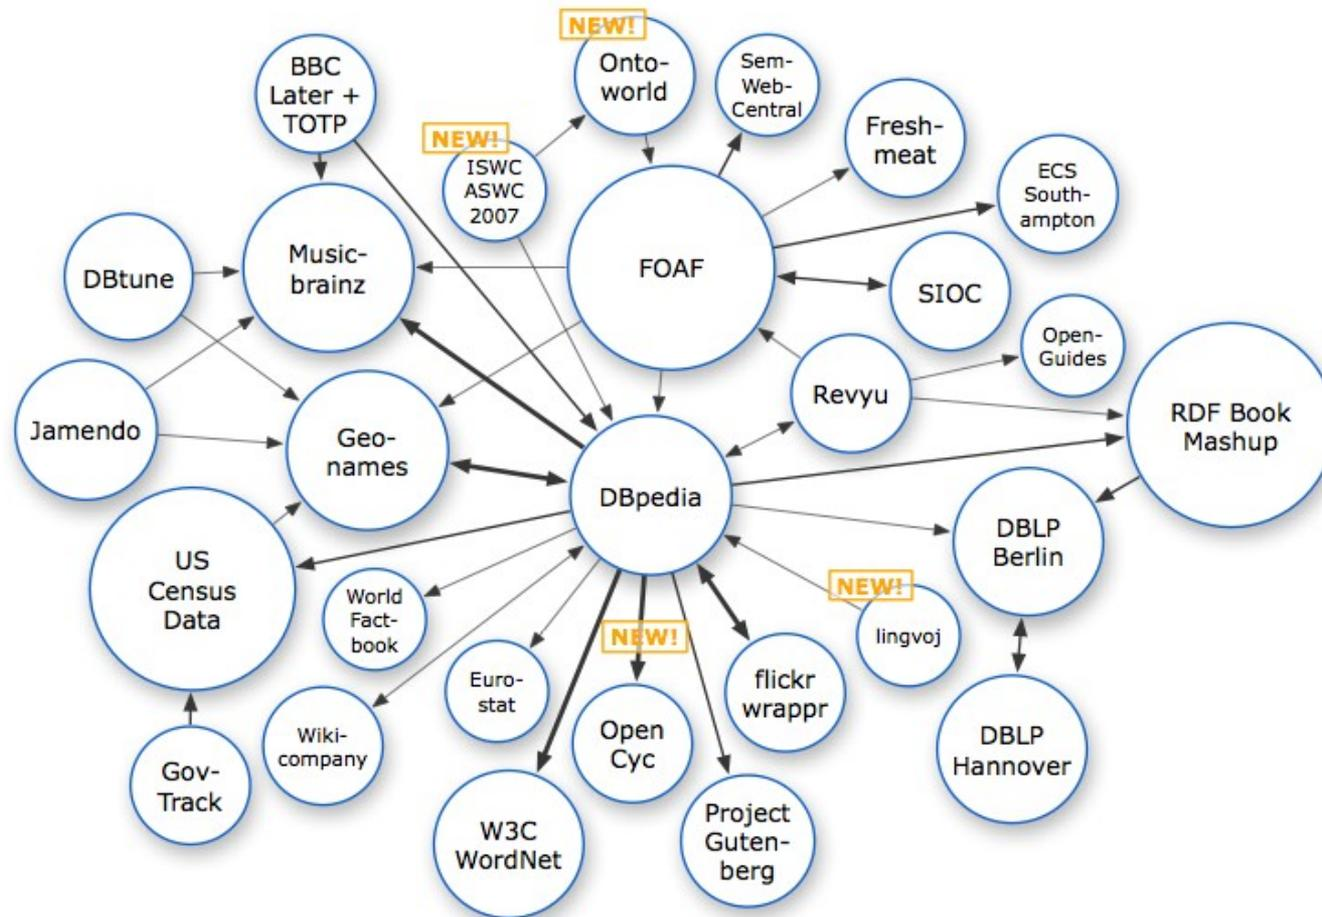 NEW!
BBC
Later +
TOTP
Onto-
world
Sem-
Web-
Central
Fresh-
meat
NEW!
ISWC
ASWC
2007
ECS
South-
ampton
DBtune
Music-
brainz
FOAF
SIOC
Open-
Guides
Jamendo
Geo-
names
Revyu
RDF Book
Mashup
DBpedia
DBLP
Berlin
US
Census
Data
World
Fact-
book
NEW!
NEW!
lingvoj
Euro-
stat
flickr
wrappr
Wiki-
company
Open
Cyc
DBLP
Hannover
Gov-
Track
W3C
WordNet
Project
Guten-
berg